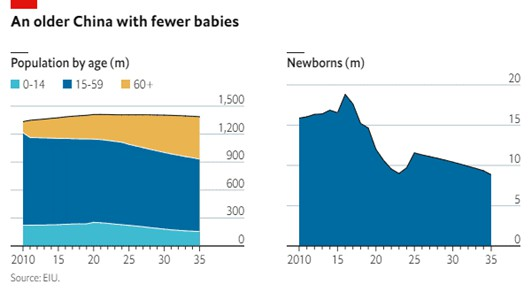 An older China with fewer babies
Population by age (m)
0-14 15-59 60+
1,500
1,200
900
600
300
0
2010 15 20 25 30 35
Newborns (m)
20
15
10
5
0
2010 15 20 25 30 35
Source: EIU.